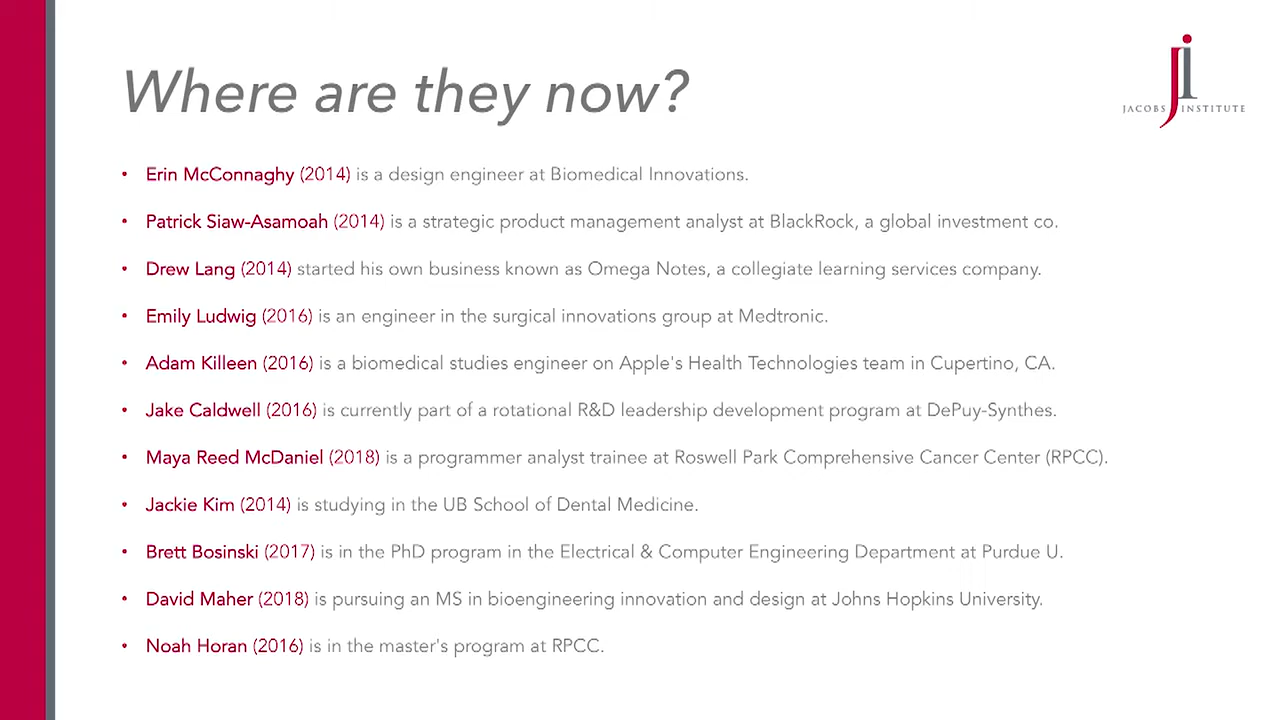 Where are they now?
JACOBS INSTITUTE
• Erin McConnaghy (2014) is a design engineer at Biomedical Innovations.
• Patrick Siaw-Asamoah (2014) is a strategic product management analyst at BlackRock, a global investment co.
• Drew Lang (2014) started his own business known as Omega Notes, a collegiate learning services company.
• Emily Ludwig (2016) is an engineer in the surgical innovations group at Medtronic.
• Adam Killeen (2016) is a biomedical studies engineer on Apple's Health Technologies team in Cupertino, CA.
• Jake Caldwell (2016) is currently part of a rotational R&D leadership development program at DePuy-Synthes.
• Maya Reed McDaniel (2018) is a programmer analyst trainee at Roswell Park Comprehensive Cancer Center (RPCC).
• Jackie Kim (2014) is studying in the UB School of Dental Medicine.
• Brett Bosinski (2017) is in the PhD program in the Electrical & Computer Engineering Department at Purdue U.
• David Maher (2018) is pursuing an MS in bioengineering innovation and design at Johns Hopkins University.
• Noah Horan (2016) is in the master's program at RPCC.